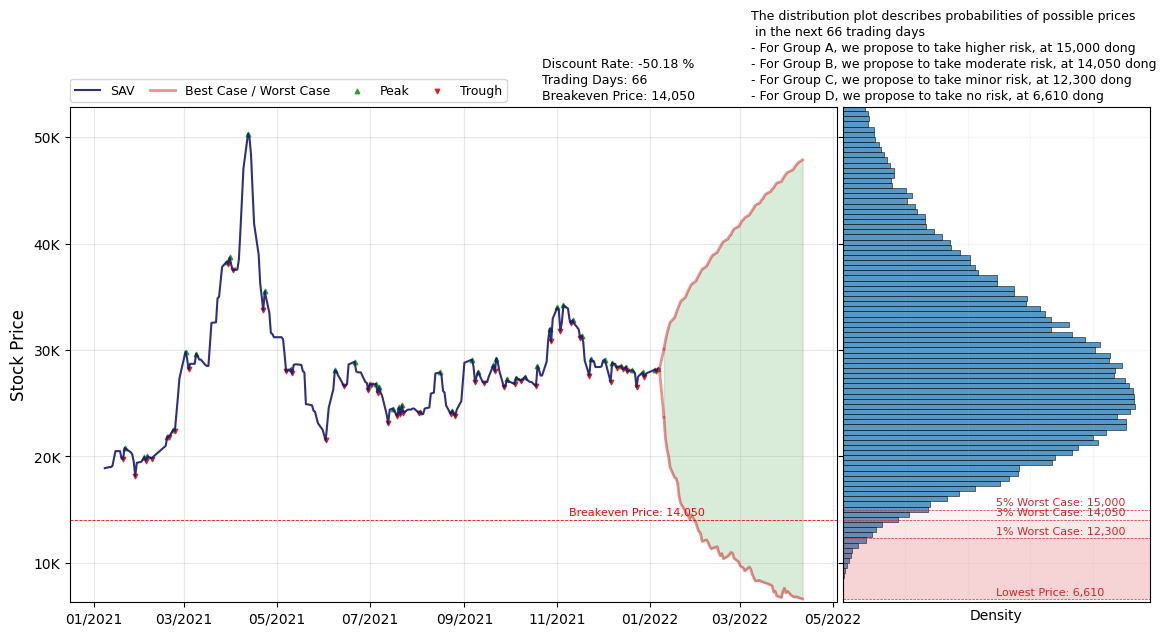 The distribution plot describes probabilities of possible prices
in the next 66 trading days
- For Group A, we propose to take higher risk, at 15,000 dong
- For Group B, we propose to take moderate risk, at 14,050 dong
- For Group C, we propose to take minor risk, at 12,300 dong
- For Group D, we propose to take no risk, at 6,610 dong
Discount Rate: -50.18 %
Trading Days: 66
Breakeven Price: 14,050
SAV Best Case / Worst Case Peak Trough
Stock Price
50K
40K
30K
20K
10K
Breakeven Price: 14,050
5% Worst Case: 15,000
3% Worst Case: 14,050
1% Worst Case: 12,300
Lowest Price: 6,610
01/2021 03/2021 05/2021 07/2021 09/2021 11/2021 01/2022 03/2022 05/2022
Density